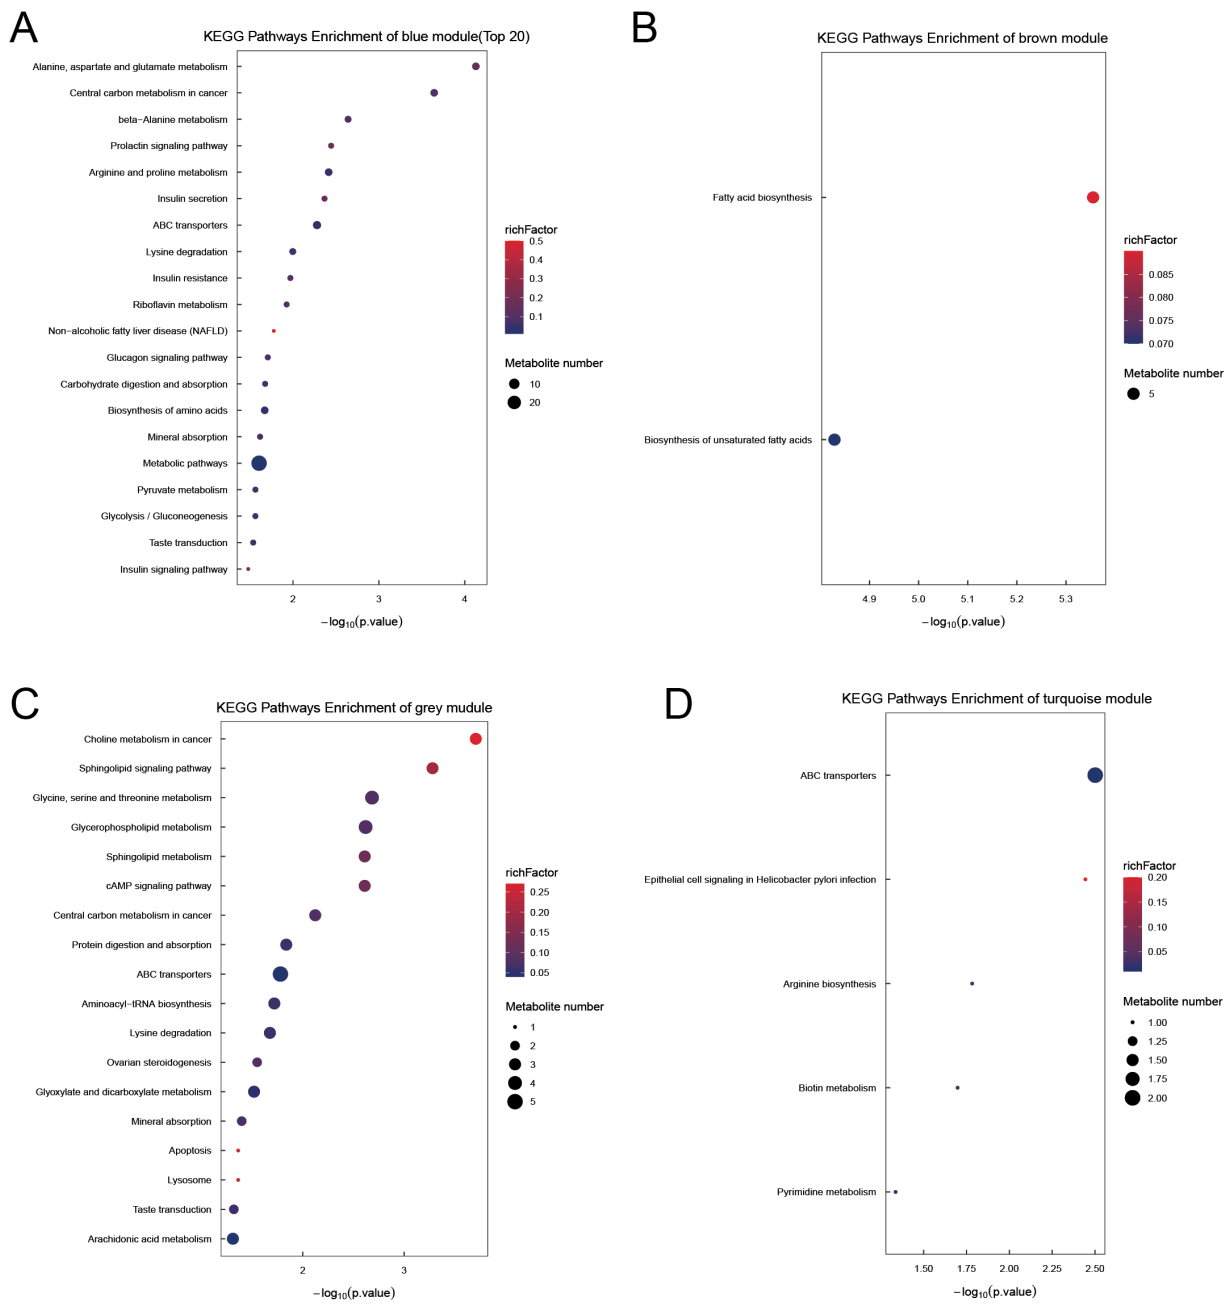 A
KEGG Pathways Enrichment of blue module(Top 20)
Alanine, aspartate and glutamate metabolism
Central carbon metabolism in cancer
beta−Alanine metabolism
Prolactin signaling pathway
Arginine and proline metabolism
Insulin secretion
ABC transporters
Lysine degradation
Insulin resistance
Riboflavin metabolism
Non−alcoholic fatty liver disease (NAFLD)
Glucagon signaling pathway
Carbohydrate digestion and absorption
Biosynthesis of amino acids
Mineral absorption
Metabolic pathways
Pyruvate metabolism
Glycolysis / Gluconeogenesis
Taste transduction
Insulin signaling pathway
2 3 4
−log10(p.value)
richFactor
0.5
0.4
0.3
0.2
0.1
Metabolite number
10
20
B
KEGG Pathways Enrichment of brown module
Fatty acid biosynthesis
Biosynthesis of unsaturated fatty acids
4.9 5.0 5.1 5.2 5.3
−log10(p.value)
richFactor
0.085
0.080
0.075
0.070
Metabolite number
5
C
KEGG Pathways Enrichment of grey mudule
Choline metabolism in cancer
Sphingolipid signaling pathway
Glycine, serine and threonine metabolism
Glycerophospholipid metabolism
Sphingolipid metabolism
cAMP signaling pathway
Central carbon metabolism in cancer
Protein digestion and absorption
ABC transporters
Aminoacyl−tRNA biosynthesis
Lysine degradation
Ovarian steroidogenesis
Glyoxylate and dicarboxylate metabolism
Mineral absorption
Apoptosis
Lysosome
Taste transduction
Arachidonic acid metabolism
2 3
−log10(p.value)
richFactor
0.25
0.20
0.15
0.10
0.05
Metabolite number
1
2
3
4
5
D
KEGG Pathways Enrichment of turquoise module
ABC transporters
Epithelial cell signaling in Helicobacter pylori infection
Arginine biosynthesis
Biotin metabolism
Pyrimidine metabolism
1.50 1.75 2.00 2.25 2.50
−log10(p.value)
richFactor
0.20
0.15
0.10
0.05
Metabolite number
1.00
1.25
1.50
1.75
2.00